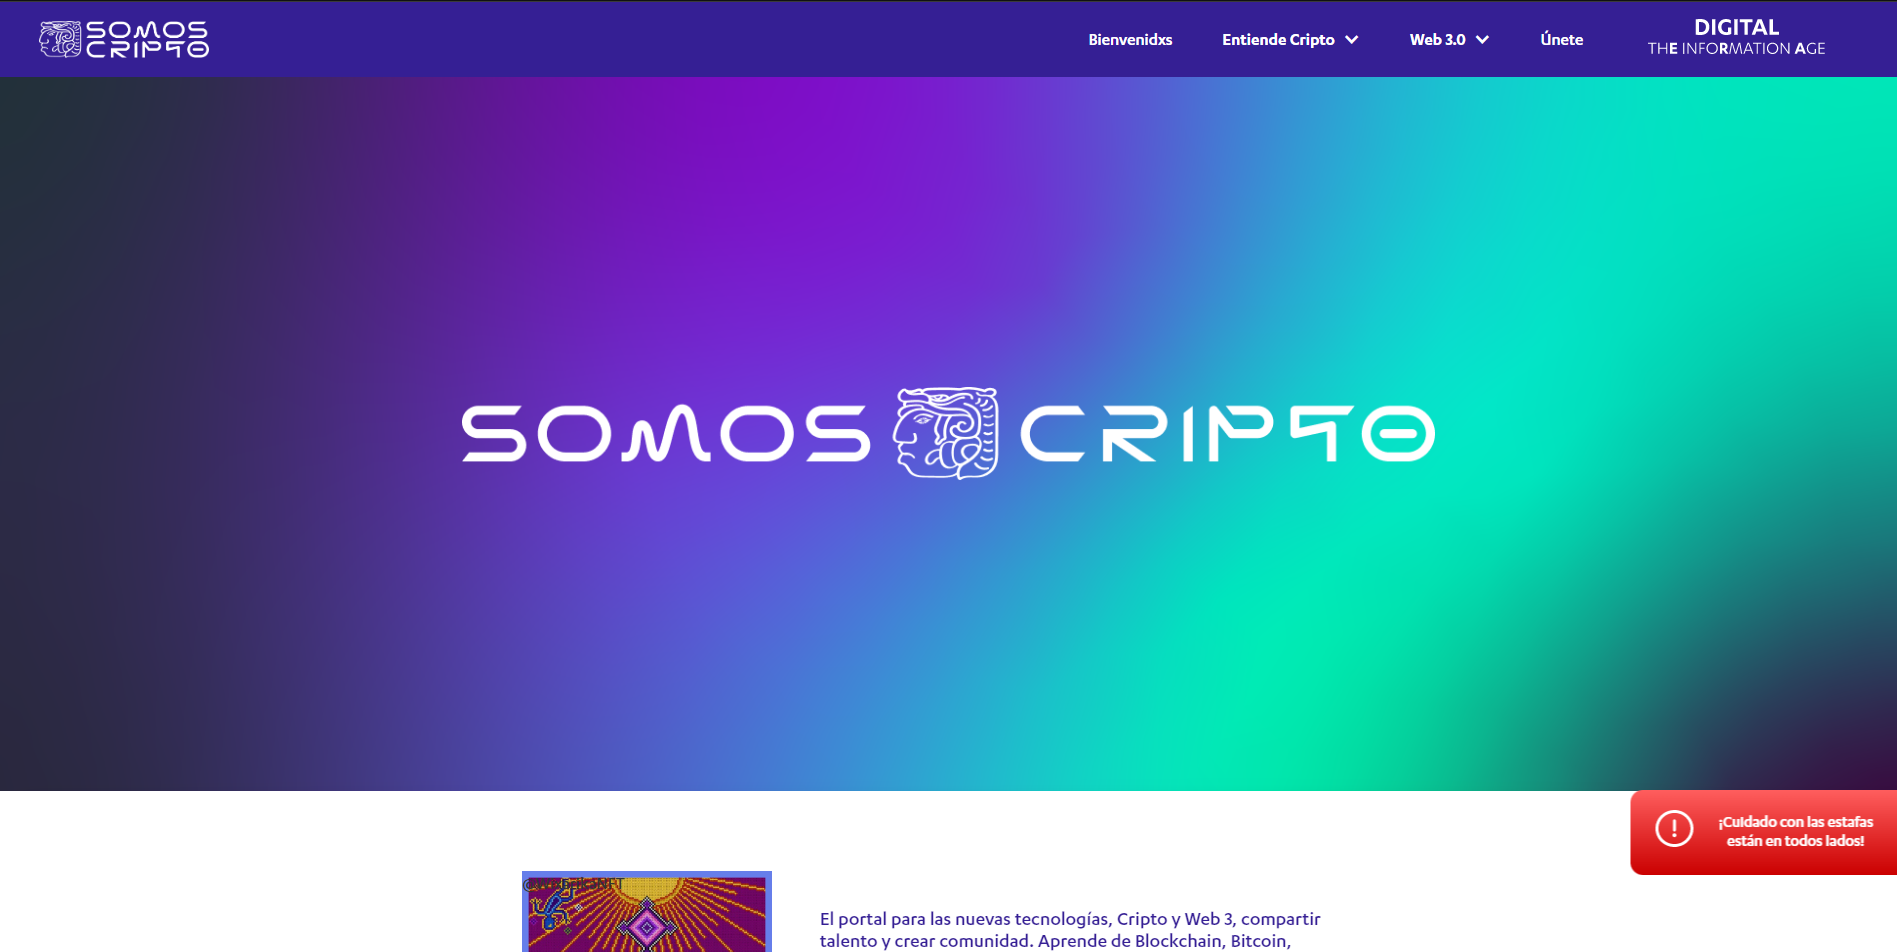 SOMOS
CRIPTO
Bienvenidxs
Entiende Cripto
Web 3.0
Únete
DIGITAL
THE INFORMATION AGE
SOMOS CRIPTO
¡Cuidado con las estafas
están en todos lados!
El portal para las nuevas tecnologías, Cripto y Web 3, compartir
talento y crear comunidad. Aprende de Blockchain, Bitcoin,